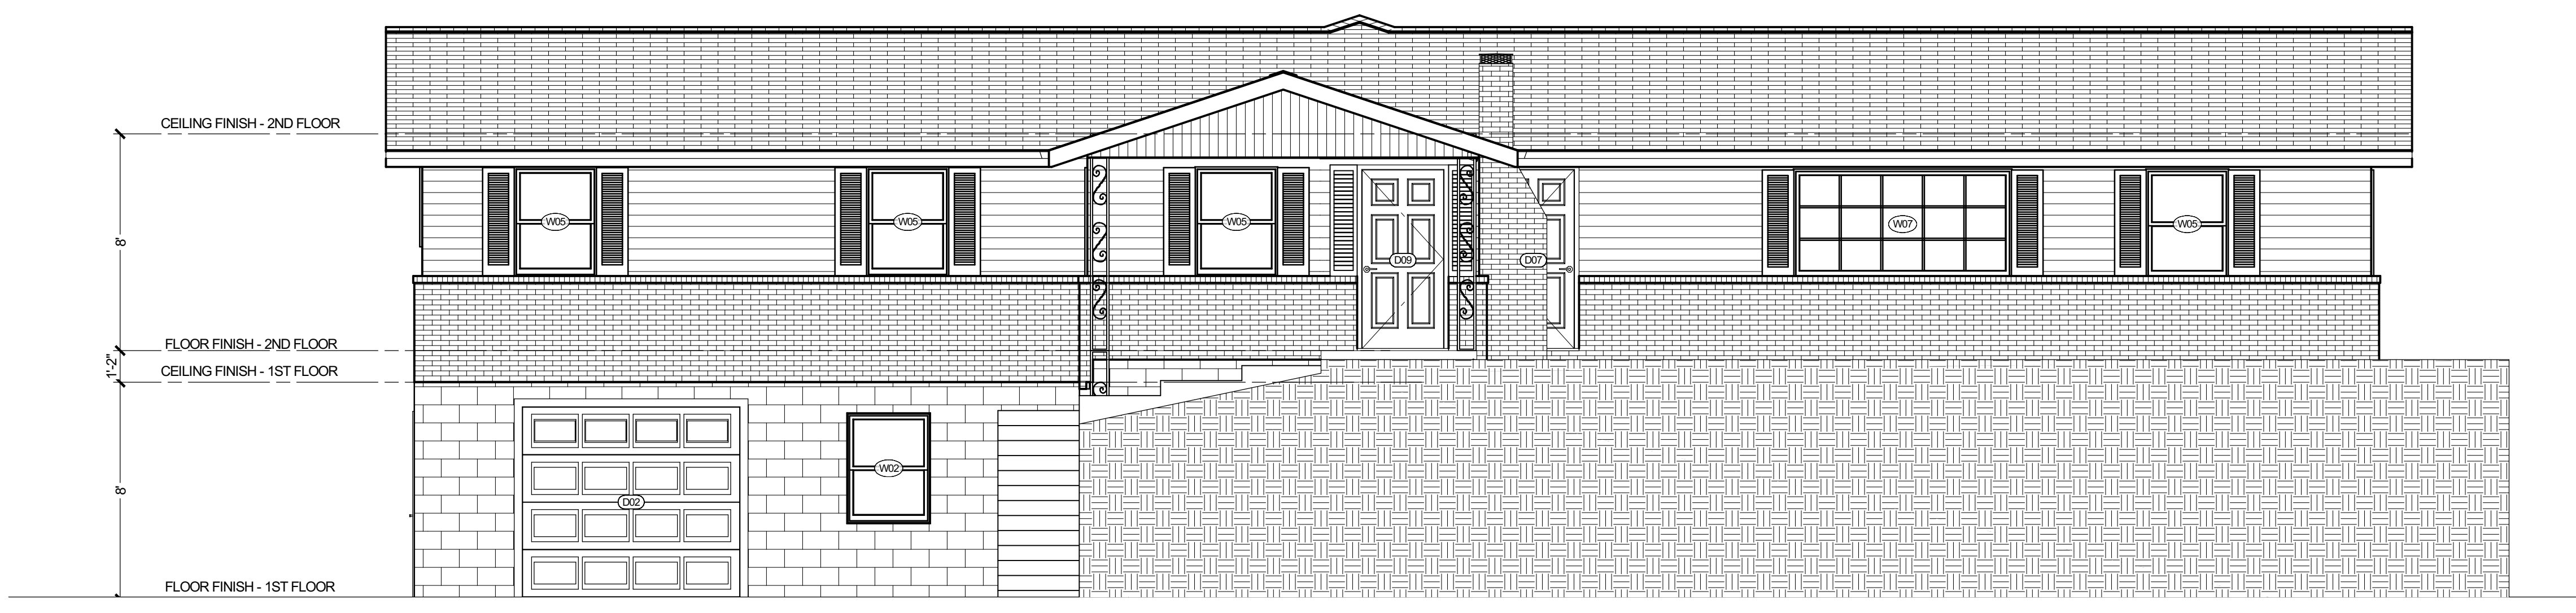 CEILING FINISH - 2ND FLOOR
8'
W05
W05
W05
W07
W05
D09
D07
FLOOR FINISH - 2ND FLOOR
1'-2"
CEILING FINISH - 1ST FLOOR
W02
8'
D02
FLOOR FINISH - 1ST FLOOR